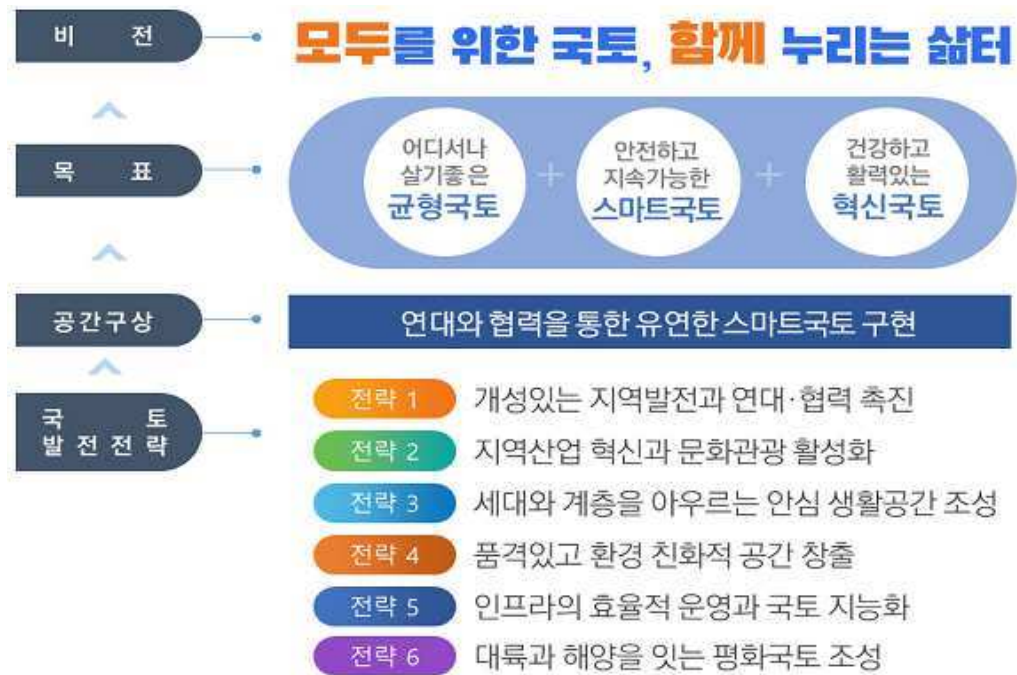 비 전
모두를 위한 국토, 함께 누리는 삶터
목 표
어디서나
살기좋은
균형국토
+
안전하고
지속가능한
스마트국토
+
건강하고
활력있는
혁신국토
공간구상
연대와 협력을 통한 유연한 스마트국토 구현
국 토
발 전 전 략
전략 1 개성있는 지역발전과 연대·협력 촉진
전략 2 지역산업 혁신과 문화관광 활성화
전략 3 세대와 계층을 아우르는 안심 생활공간 조성
전략 4 품격있고 환경 친화적 공간 창출
전략 5 인프라의 효율적 운영과 국토 지능화
전략 6 대륙과 해양을 잇는 평화국토 조성